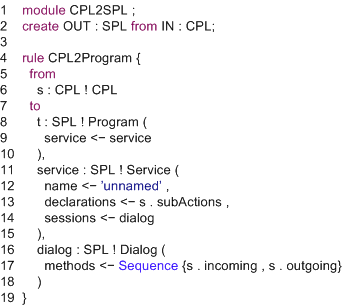 1 module CPL2SPL ;
2 create OUT : SPL from IN : CPL;
3
4 rule CPL2Program {
5 from
6 s : CPL ! CPL
7 to
8 t : SPL ! Program (
9 service <- service
10 ),
11 service : SPL ! Service (
12 name <- 'unnamed' ,
13 declarations <- s . subActions ,
14 sessions <- dialog
15 ),
16 dialog : SPL ! Dialog (
17 methods <- Sequence {s . incoming , s . outgoing}
18 )
19 }